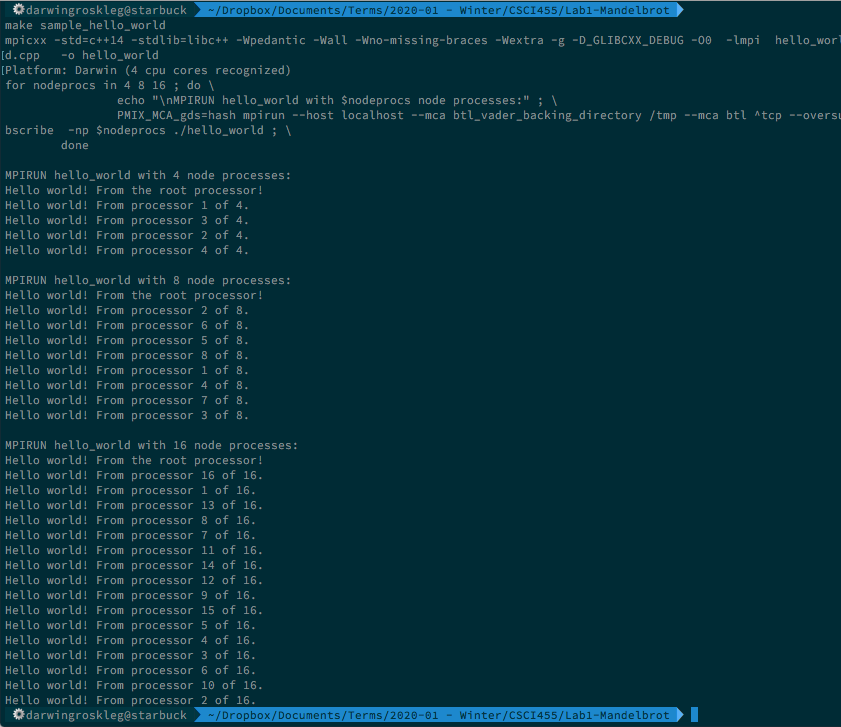 darwingroskleg@starbuck ~/Dropbox/Documents/Terms/2020-01 - Winter/CSCI455/Lab1-Mandelbrot
make sample_hello_world
mpicxx -std=c++14 -stdlib=libc++ -Wpedantic -Wall -Wno-missing-braces -Wextra -g -D_GLIBCXX_DEBUG -O0 -lmpi hello_worl
[d.cpp -o hello_world
[Platform: Darwin (4 cpu cores recognized)
for nodeprocs in 4 8 16 ; do \
echo "\nMPIRUN hello_world with $nodeprocs node processes:" ; \
PMIX_MCA_gds=hash mpirun --host localhost --mca btl_vader_backing_directory /tmp --mca btl ^tcp --oversu
bscribe -np $nodeprocs ./hello_world ; \
done
MPIRUN hello_world with 4 node processes:
Hello world! From the root processor!
Hello world! From processor 1 of 4.
Hello world! From processor 3 of 4.
Hello world! From processor 2 of 4.
Hello world! From processor 4 of 4.
MPIRUN hello_world with 8 node processes:
Hello world! From the root processor!
Hello world! From processor 2 of 8.
Hello world! From processor 6 of 8.
Hello world! From processor 5 of 8.
Hello world! From processor 8 of 8.
Hello world! From processor 1 of 8.
Hello world! From processor 4 of 8.
Hello world! From processor 7 of 8.
Hello world! From processor 3 of 8.
MPIRUN hello_world with 16 node processes:
Hello world! From the root processor!
Hello world! From processor 16 of 16.
Hello world! From processor 1 of 16.
Hello world! From processor 13 of 16.
Hello world! From processor 8 of 16.
Hello world! From processor 7 of 16.
Hello world! From processor 11 of 16.
Hello world! From processor 14 of 16.
Hello world! From processor 12 of 16.
Hello world! From processor 9 of 16.
Hello world! From processor 15 of 16.
Hello world! From processor 5 of 16.
Hello world! From processor 4 of 16.
Hello world! From processor 3 of 16.
Hello world! From processor 6 of 16.
Hello world! From processor 10 of 16.
Hello world! From processor 2 of 16.
darwingroskleg@starbuck ~/Dropbox/Documents/Terms/2020-01 - Winter/CSCI455/Lab1-Mandelbrot